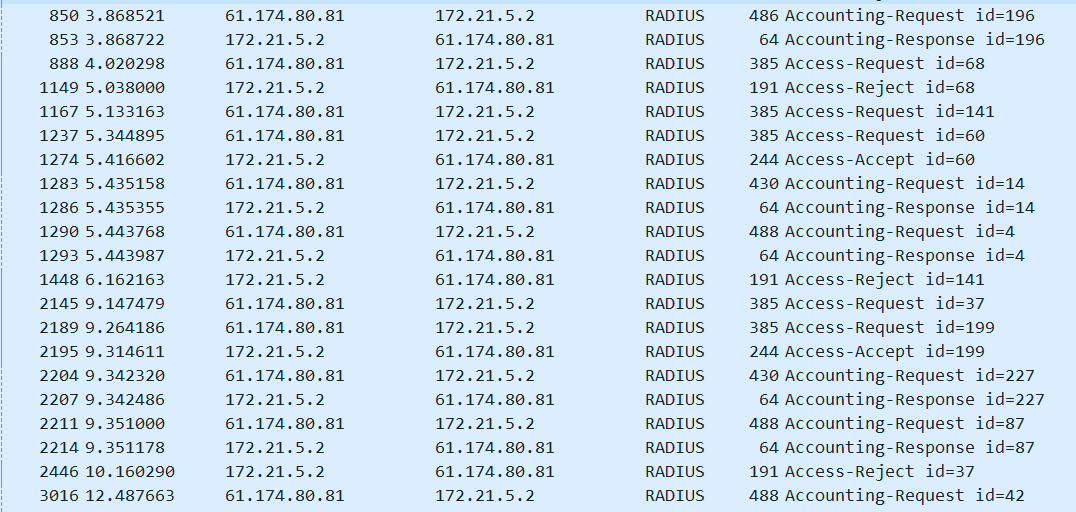 850 3.868521 61.174.80.81 172.21.5.2 RADIUS 486 Accounting-Request id=196
853 3.868722 172.21.5.2 61.174.80.81 RADIUS 64 Accounting-Response id=196
888 4.020298 61.174.80.81 172.21.5.2 RADIUS 385 Access-Request id=68
1149 5.038000 172.21.5.2 61.174.80.81 RADIUS 191 Access-Reject id=68
1167 5.133163 61.174.80.81 172.21.5.2 RADIUS 385 Access-Request id=141
1237 5.344895 61.174.80.81 172.21.5.2 RADIUS 385 Access-Request id=60
1274 5.416602 172.21.5.2 61.174.80.81 RADIUS 244 Access-Accept id=60
1283 5.435158 61.174.80.81 172.21.5.2 RADIUS 430 Accounting-Request id=14
1286 5.435355 172.21.5.2 61.174.80.81 RADIUS 64 Accounting-Response id=14
1290 5.443768 61.174.80.81 172.21.5.2 RADIUS 488 Accounting-Request id=4
1293 5.443987 172.21.5.2 61.174.80.81 RADIUS 64 Accounting-Response id=4
1448 6.162163 172.21.5.2 61.174.80.81 RADIUS 191 Access-Reject id=141
2145 9.147479 61.174.80.81 172.21.5.2 RADIUS 385 Access-Request id=37
2189 9.264186 61.174.80.81 172.21.5.2 RADIUS 385 Access-Request id=199
2195 9.314611 172.21.5.2 61.174.80.81 RADIUS 244 Access-Accept id=199
2204 9.342320 61.174.80.81 172.21.5.2 RADIUS 430 Accounting-Request id=227
2207 9.342486 172.21.5.2 61.174.80.81 RADIUS 64 Accounting-Response id=227
2211 9.351000 61.174.80.81 172.21.5.2 RADIUS 488 Accounting-Request id=87
2214 9.351178 172.21.5.2 61.174.80.81 RADIUS 64 Accounting-Response id=87
2446 10.160290 172.21.5.2 61.174.80.81 RADIUS 191 Access-Reject id=37
3016 12.487663 61.174.80.81 172.21.5.2 RADIUS 488 Accounting-Request id=42